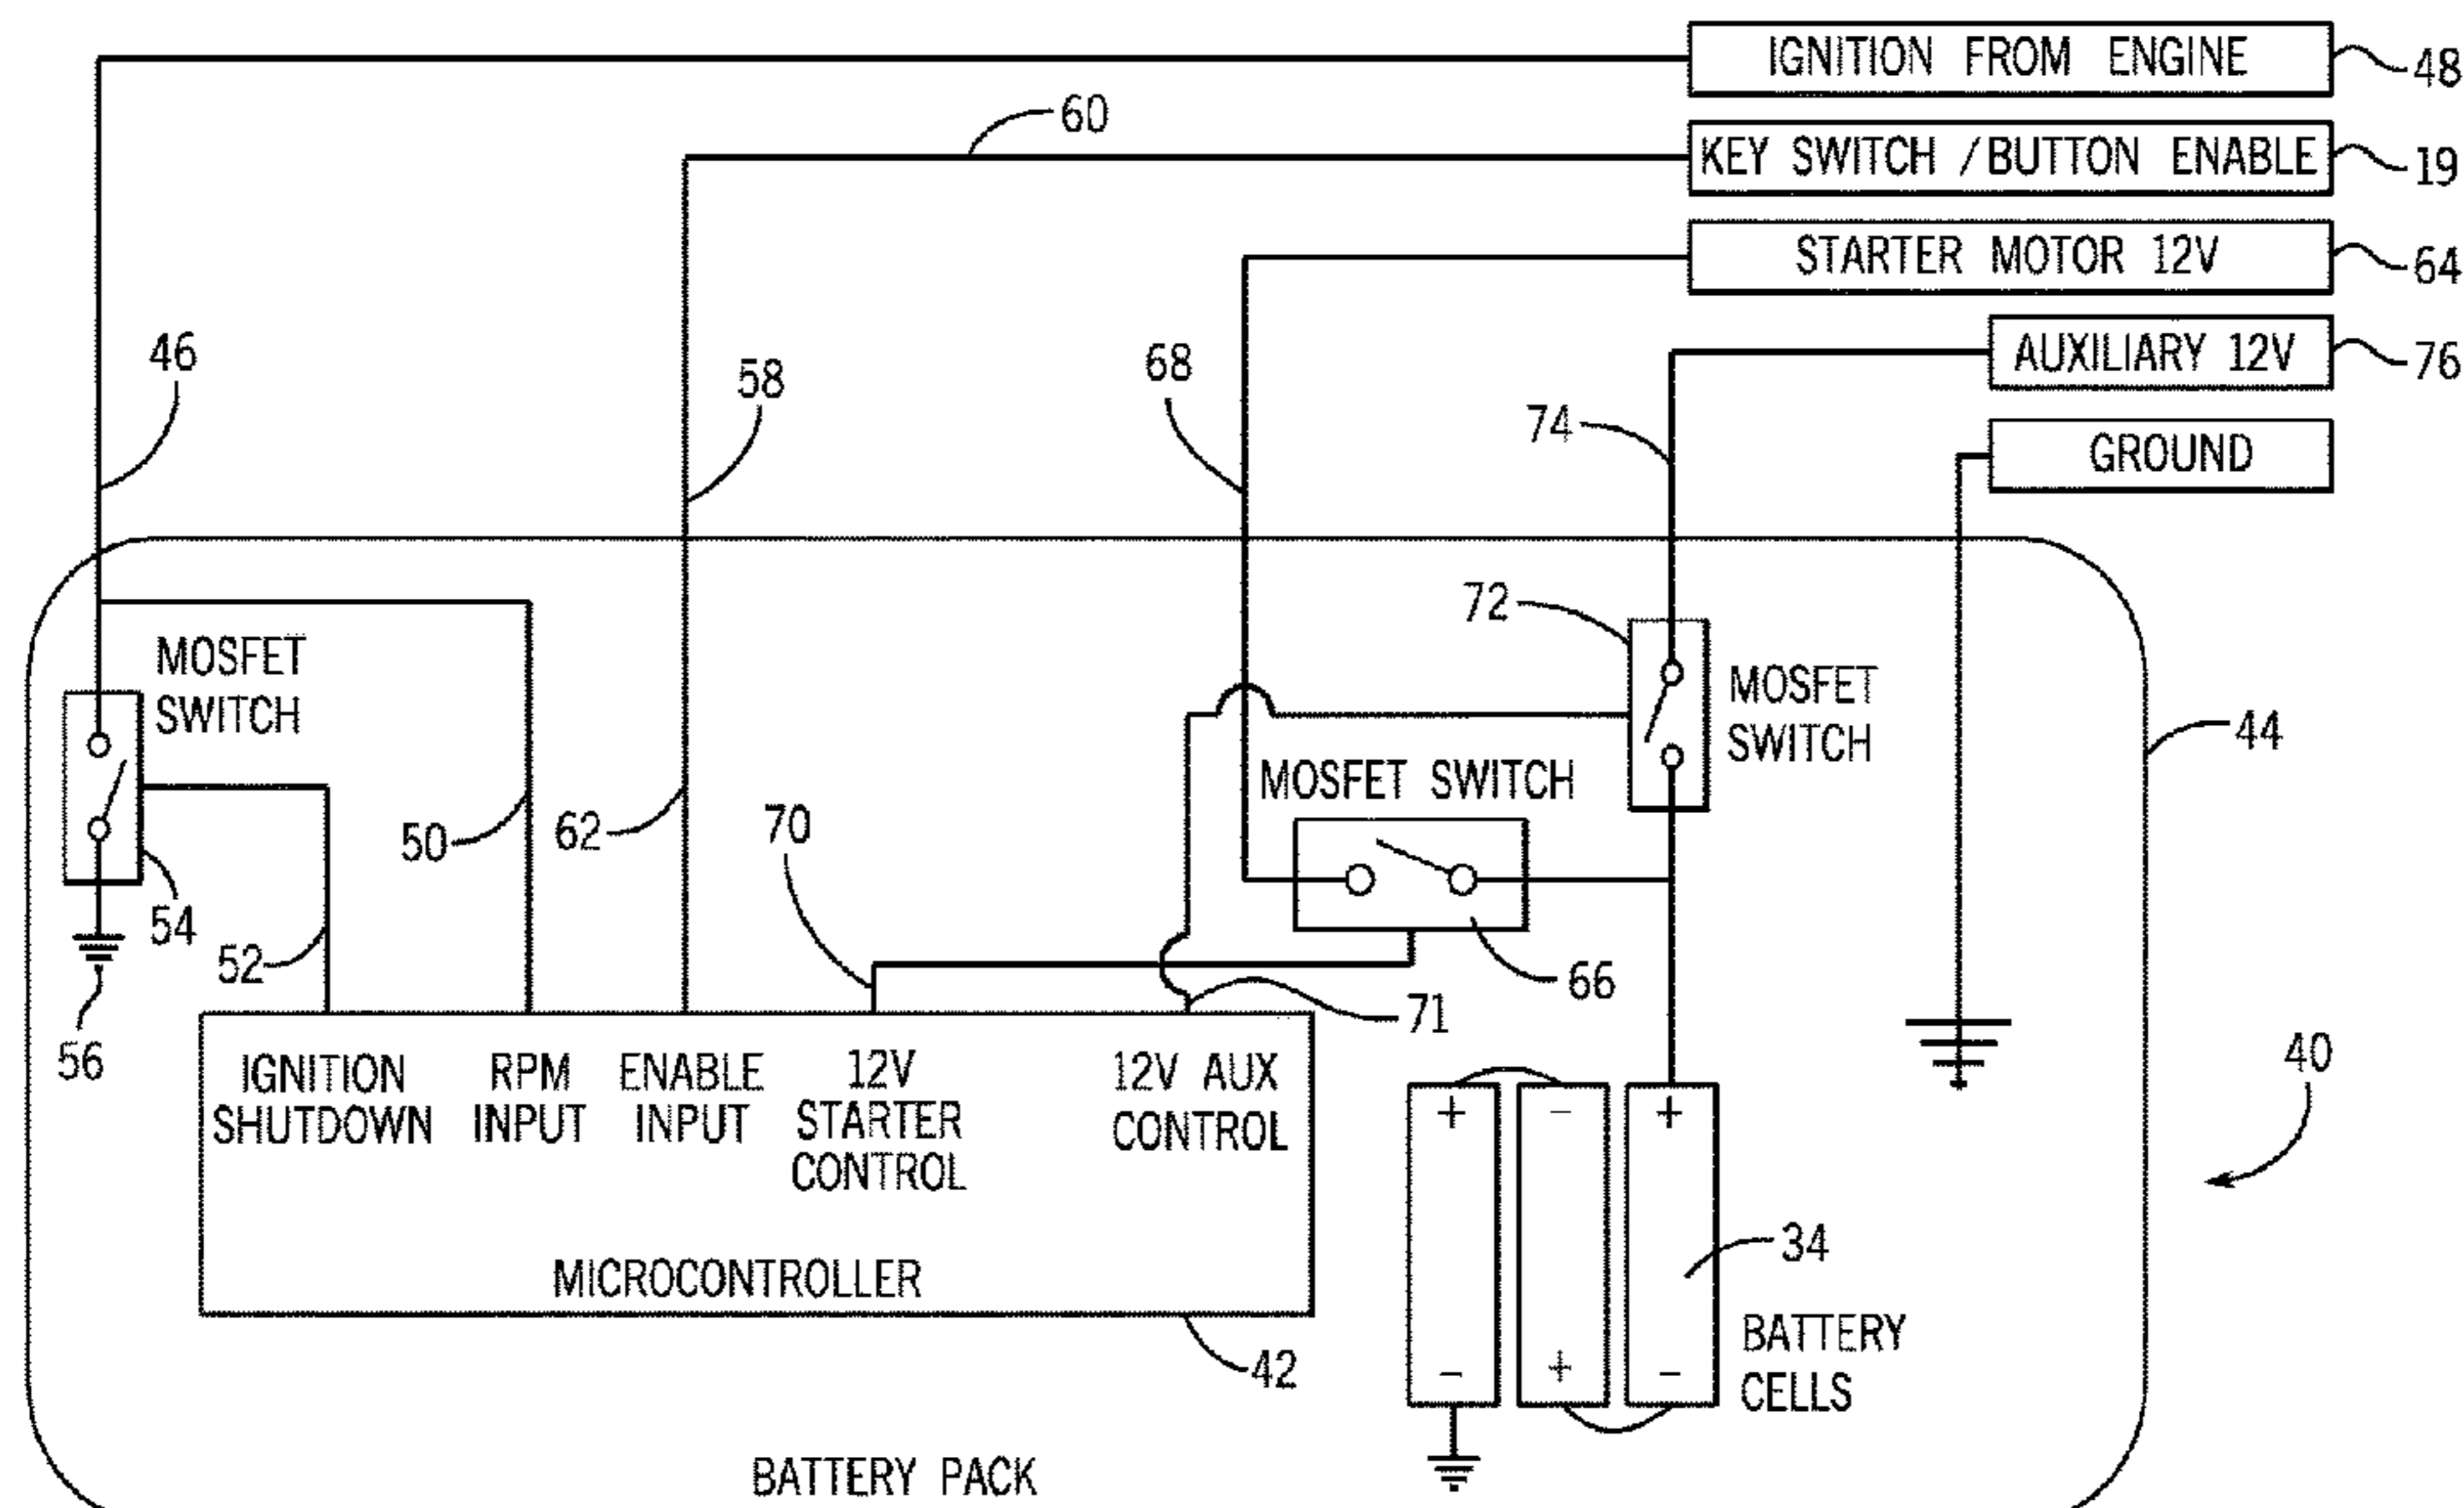 IGNITION FROM ENGINE
48
60
KEY SWITCH / BUTTON ENABLE
19
STARTER MOTOR 12V
64
46
58
68
AUXILIARY 12V
76
74
GROUND
72
MOSFET
SWITCH
MOSFET
SWITCH
44
MOSFET SWITCH
50
62
70
54
52
66
71
56
40
IGNITION
SHUTDOWN
RPM
INPUT
ENABLE
INPUT
12V
STARTER
CONTROL
12V AUX
CONTROL
+
-
+
34
MICROCONTROLLER
BATTERY
CELLS
-
+
-
42
BATTERY PACK